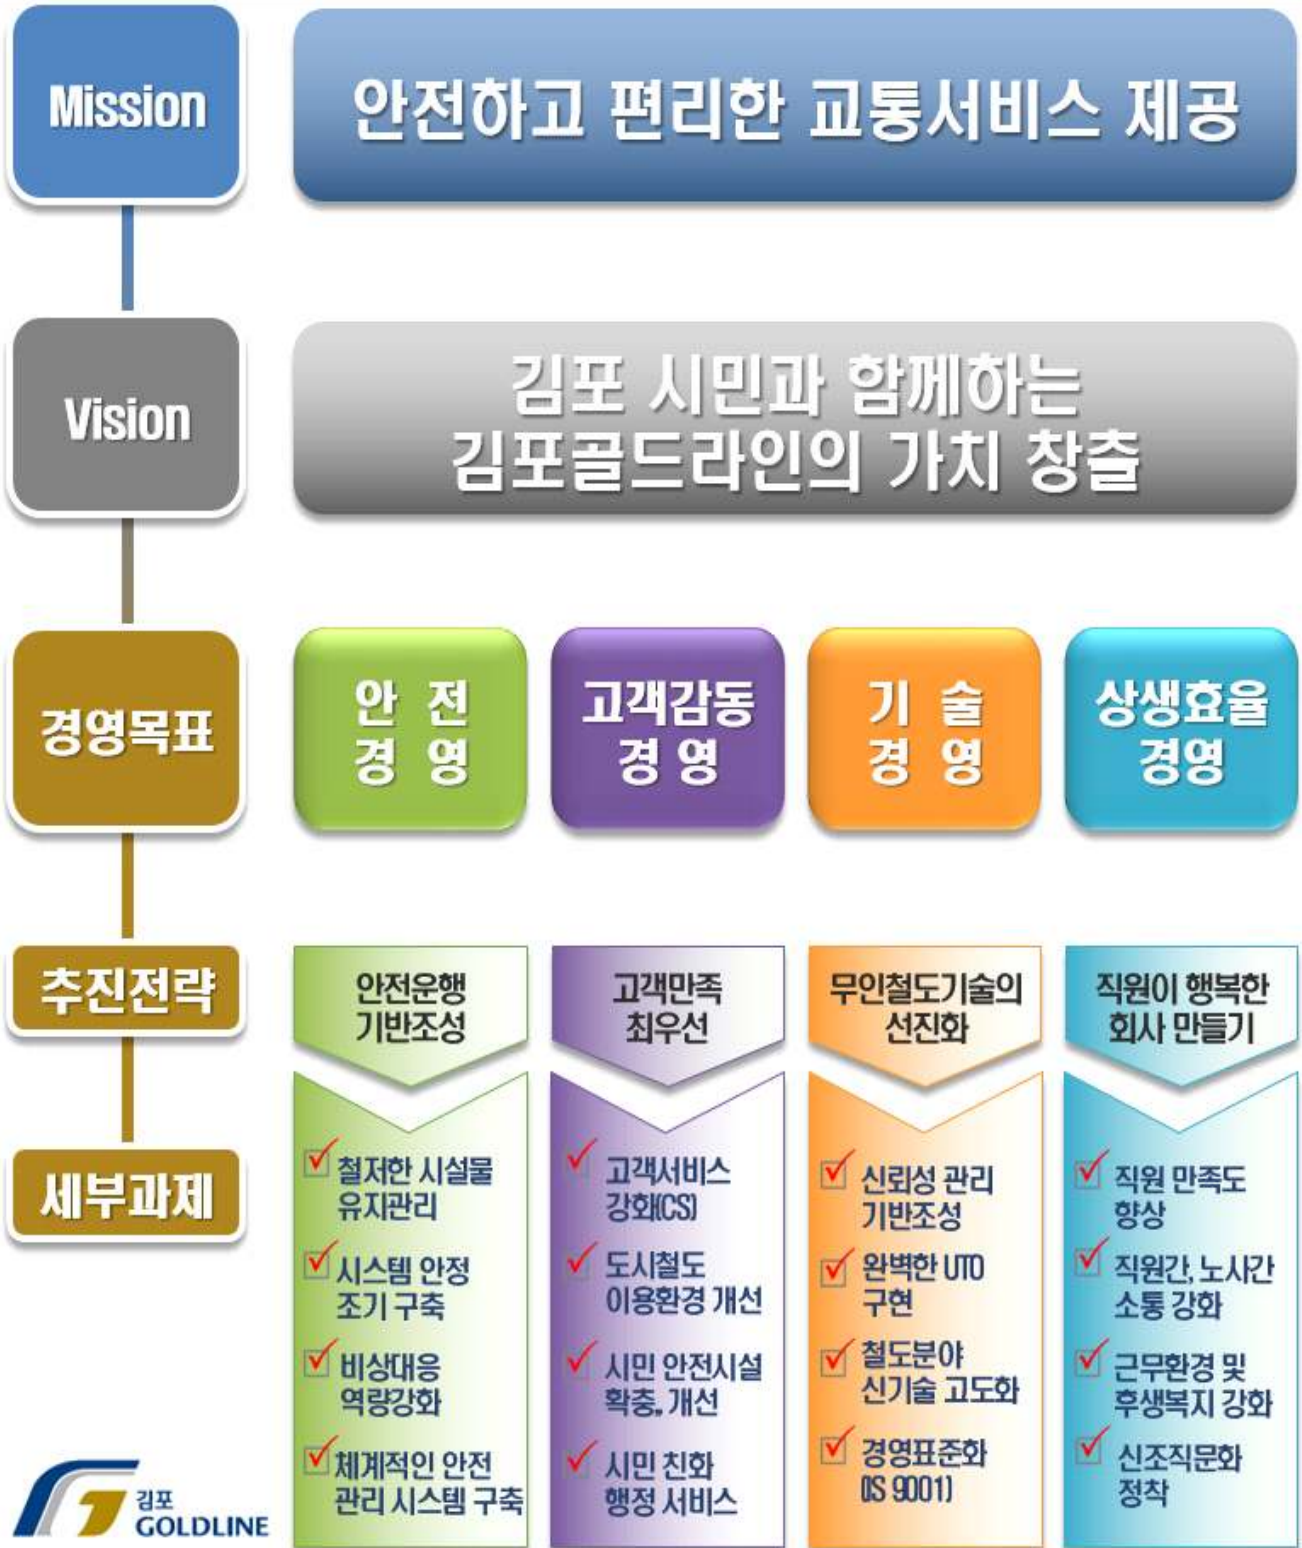 Mission
안전하고 편리한 교통서비스 제공
Vision
김포 시민과 함께하는
김포골드라인의 가치 창출
경영목표
안 전
경 영
고객감동
경 영
기 술
경 영
상생효율
경영
추진전략
안전운행
기반조성
고객만족
최우선
무인철도기술의
선진화
직원이 행복한
회사 만들기
세부과제
철저한 시설물
유지관리
시스템 안정
조기 구축
비상대응
역량강화
체계적인 안전
관리 시스템 구축
고객서비스
강화(CS)
도시철도
이용환경 개선
시민 안전시설
확충, 개선
시민 친화
행정 서비스
신뢰성 관리
기반조성
완벽한 UTO
구현
철도분야
신기술 고도화
경영표준화
(IS 9001)
직원 만족도
향상
직원간, 노사간
소통 강화
근무환경 및
후생복지 강화
신조직문화
정착
김포
GOLDLINE